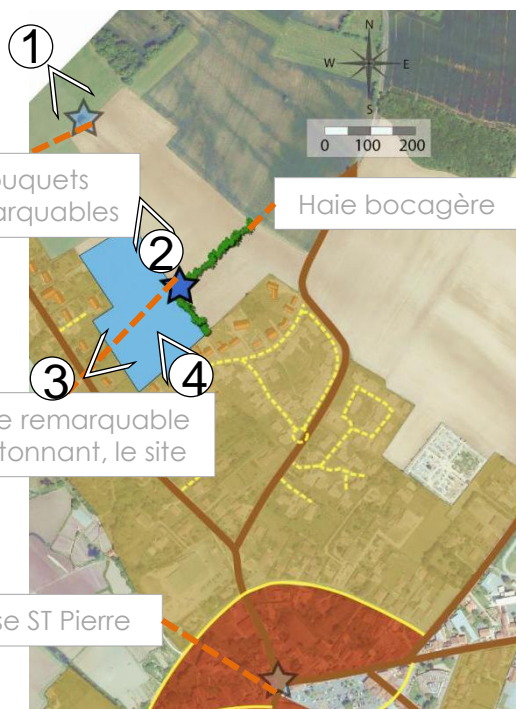 1
N
W E
S
0 100 200
ouquets
arquables
Haie bocagère
2
3
4
e remarquable
tonnant, le site
se ST Pierre